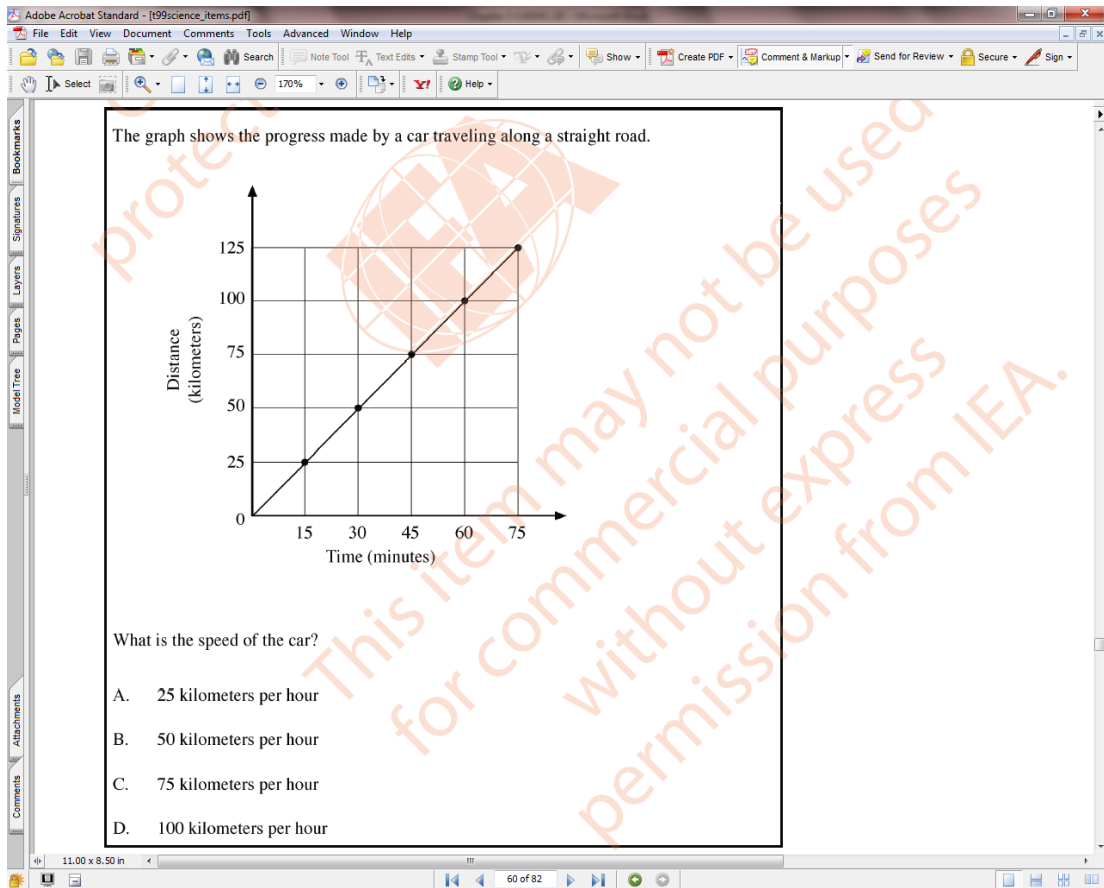 Adobe Acrobat Standard - [t99science_items.pdf]
File Edit View Document Comments Tools Advanced Window Help
Search Note Tool Text Edits Stamp Tool Show Create PDF Comment & Markup Send for Review Secure Sign
Select 170% Y! Help
Bookmarks
Signatures
Layers
Pages
Model Tree
Attachments
Comments
The graph shows the progress made by a car traveling along a straight road.
Distance
(kilometers)
125
100
75
50
25
0
15 30 45 60 75
Time (minutes)
What is the speed of the car?
A. 25 kilometers per hour
B. 50 kilometers per hour
C. 75 kilometers per hour
D. 100 kilometers per hour
protec
IEA
This item may not be used
for commercial purposes
without express
permission from IEA.
11.00 x 8.50 in
60 of 82